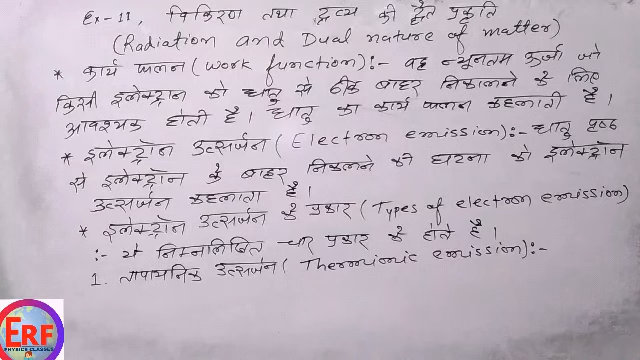 Ex-11, विकिरण तथा द्रव्य की द्वैत प्रकृति
(Radiation and Dual nature of matter)
* कार्य फलन (work function):- वह न्यूनतम ऊर्जा जो
किसी इलेक्ट्रॉन को धातु से ठीक बाहर निकालने के लिए
आवश्यक होती है। धातु का कार्य फलन कहलाती है।
* इलेक्ट्रॉन उत्सर्जन (Electron emission):- धातु पृष्ठ
से इलेक्ट्रॉन के बाहर निकलने की घटना को इलेक्ट्रॉन
उत्सर्जन कहलाता है।
* इलेक्ट्रॉन उत्सर्जन के प्रकार (Types of electron emission)
:- ये निम्नलिखित चार प्रकार के होते है।
1. तापायनिक उत्सर्जन (Thermionic emission):-
ERF
PHYSICS CLASSES